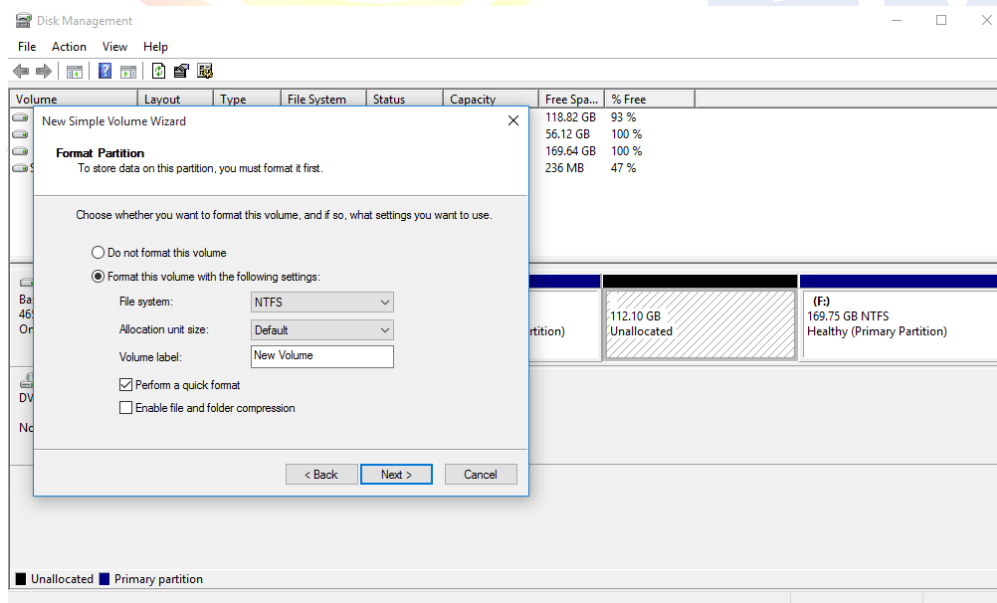 Disk Management
File Action View Help
Volume Layout Type File System Status Capacity Free Spa... % Free
118.82 GB 93 %
56.12 GB 100 %
169.64 GB 100 %
236 MB 47 %
New Simple Volume Wizard
Format Partition
To store data on this partition, you must format it first.
Choose whether you want to format this volume, and if so, what settings you want to use.
Do not format this volume
Format this volume with the following settings:
File system: NTFS
Allocation unit size: Default
Volume label: New Volume
Perform a quick format
Enable file and folder compression
< Back Next > Cancel
Ba
465
On
DV
No
rtition)
112.10 GB
Unallocated
(F:)
169.75 GB NTFS
Healthy (Primary Partition)
Unallocated Primary partition